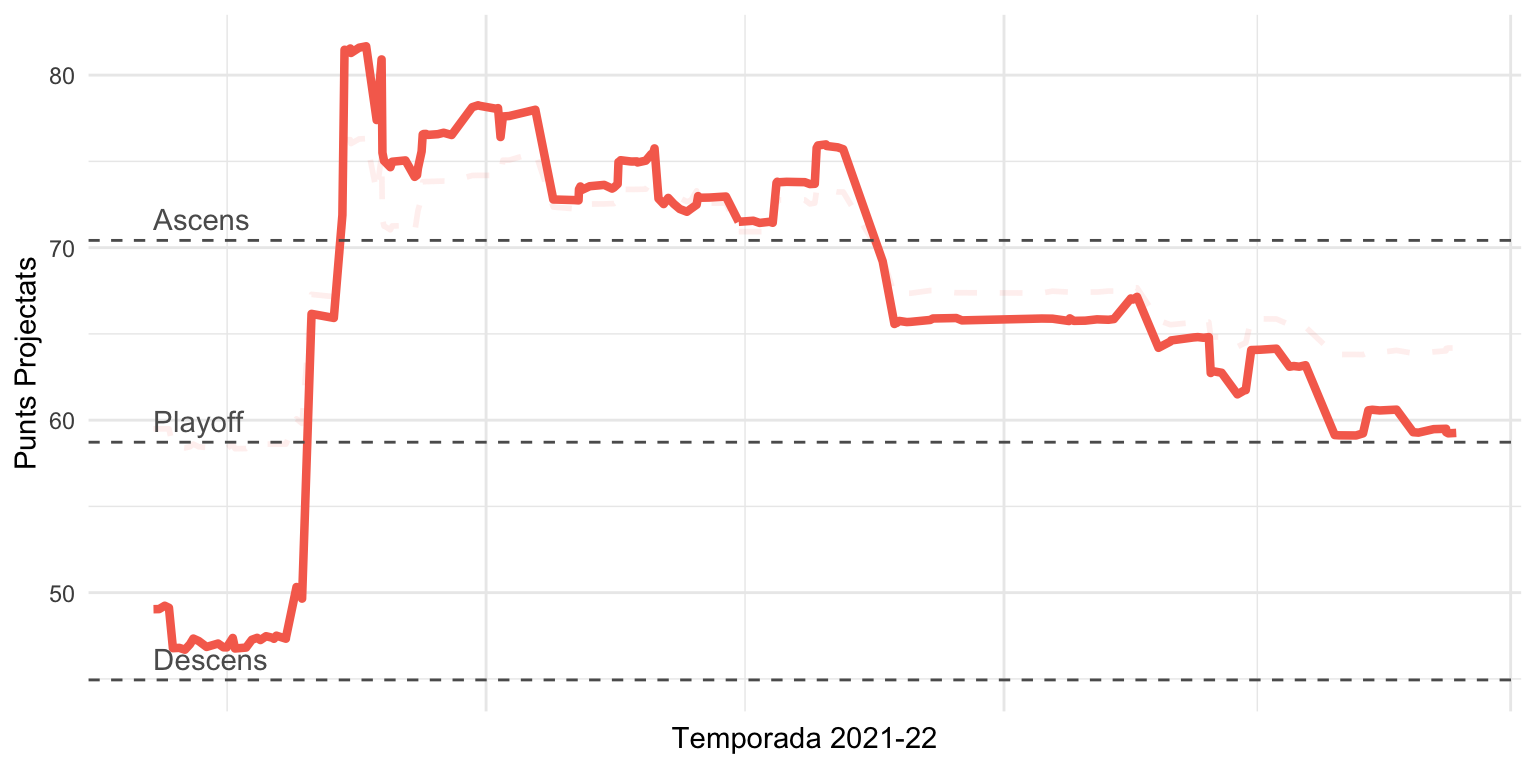 80
Ascens
70
Punts Projectats
Playoff
60
50
Descens
Temporada 2021-22